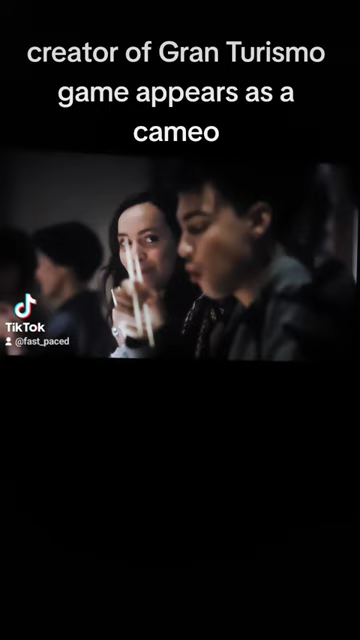 creator of Gran Turismo
game appears as a
cameo
TikTok
@fast_paced